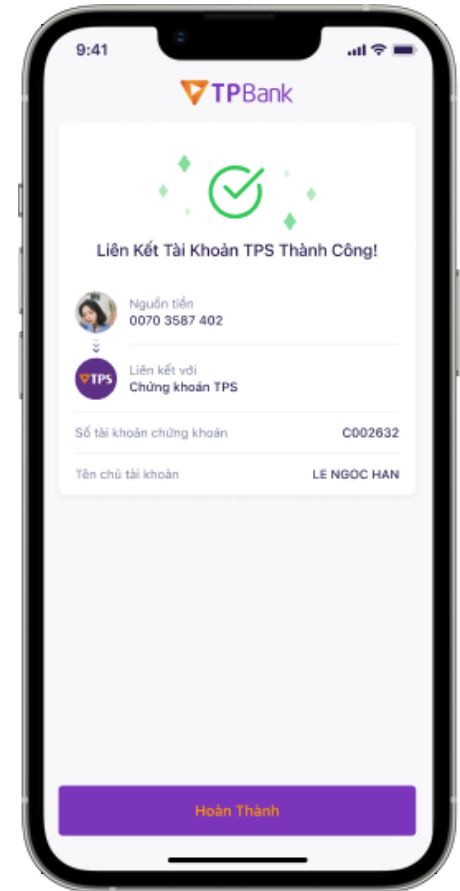 9:41
TPBank
Liên Kết Tài Khoản TPS Thành Công!
Nguồn tiền
0070 3587 402
TPS
Liên kết với
Chứng khoán TPS
Số tài khoản chứng khoán C002632
Tên chủ tài khoản LE NGOC HAN
Hoàn Thành